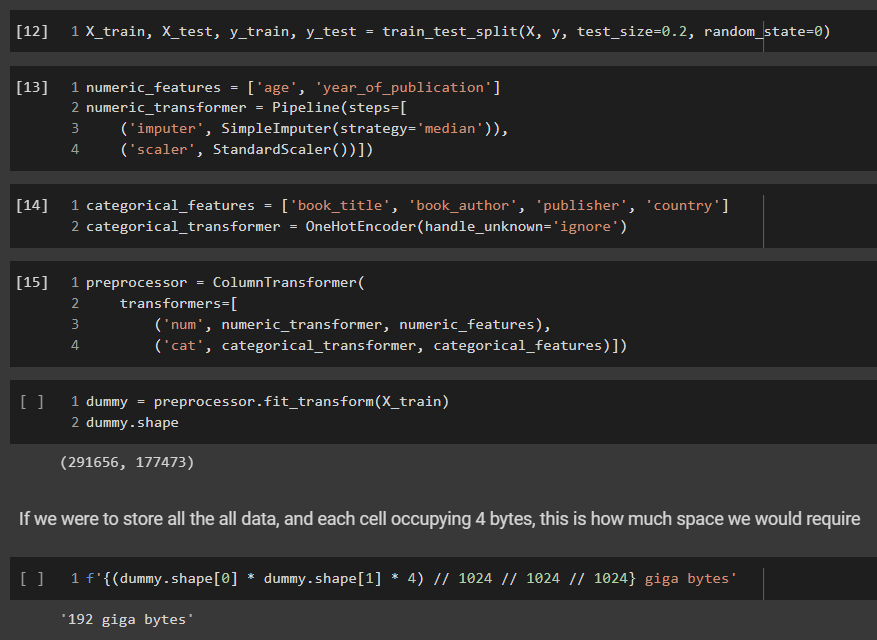 [12] 1 X_train, X_test, y_train, y_test = train_test_split(X, y, test_size=0.2, random_state=0)
[13] 1 numeric_features = ['age', 'year_of_publication']
2 numeric_transformer = Pipeline(steps=[
3     ('imputer', SimpleImputer(strategy='median')),
4     ('scaler', StandardScaler())])
[14] 1 categorical_features = ['book_title', 'book_author', 'publisher', 'country']
2 categorical_transformer = OneHotEncoder(handle_unknown='ignore')
[15] 1 preprocessor = ColumnTransformer(
2     transformers=[
3         ('num', numeric_transformer, numeric_features),
4         ('cat', categorical_transformer, categorical_features)])
[ ] 1 dummy = preprocessor.fit_transform(X_train)
2 dummy.shape
(291656, 177473)
If we were to store all the all data, and each cell occupying 4 bytes, this is how much space we would require
[ ] 1 f'{(dummy.shape[0] * dummy.shape[1] * 4) // 1024 // 1024 // 1024} giga bytes'
'192 giga bytes'